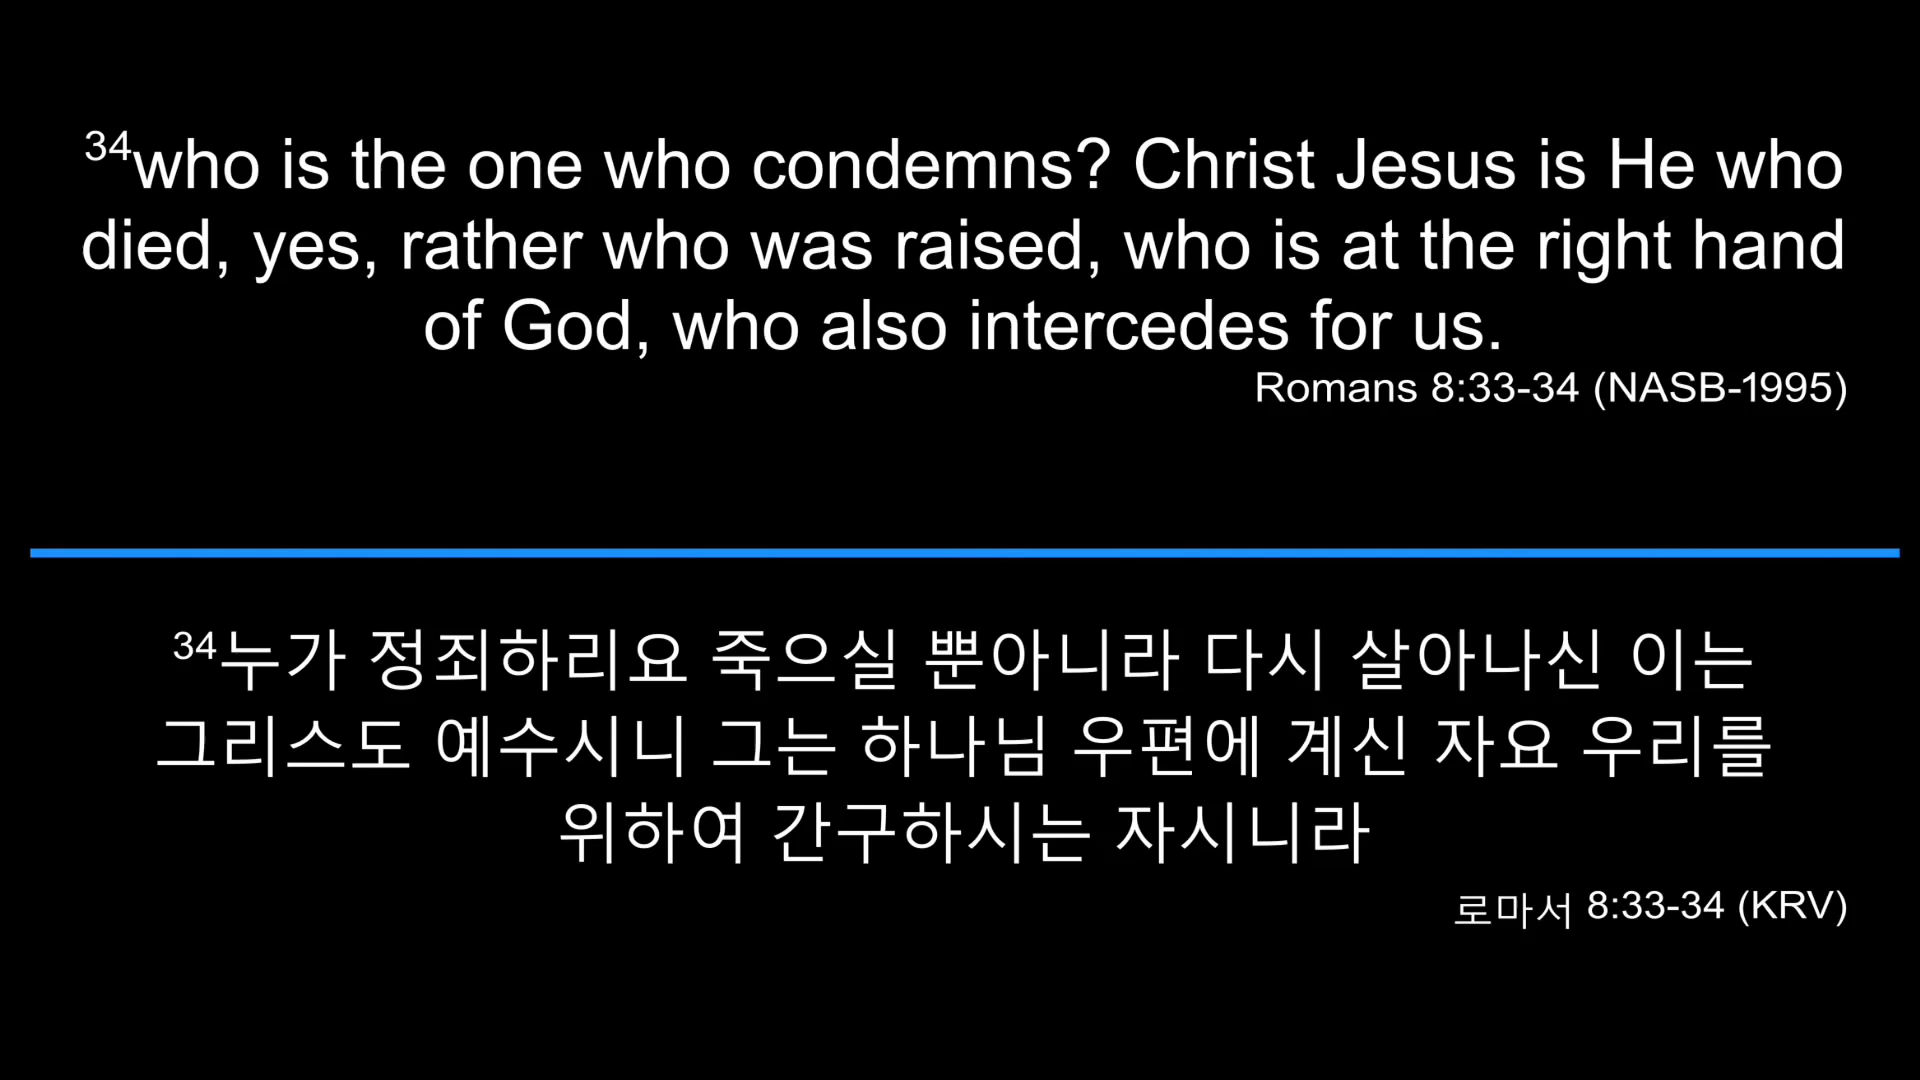 34who is the one who condemns? Christ Jesus is He who
died, yes, rather who was raised, who is at the right hand
of God, who also intercedes for us.
Romans 8:33-34 (NASB-1995)
34누가 정죄하리요 죽으실 뿐아니라 다시 살아나신 이는
그리스도 예수시니 그는 하나님 우편에 계신 자요 우리를
위하여 간구하시는 자시니라
로마서 8:33-34 (KRV)